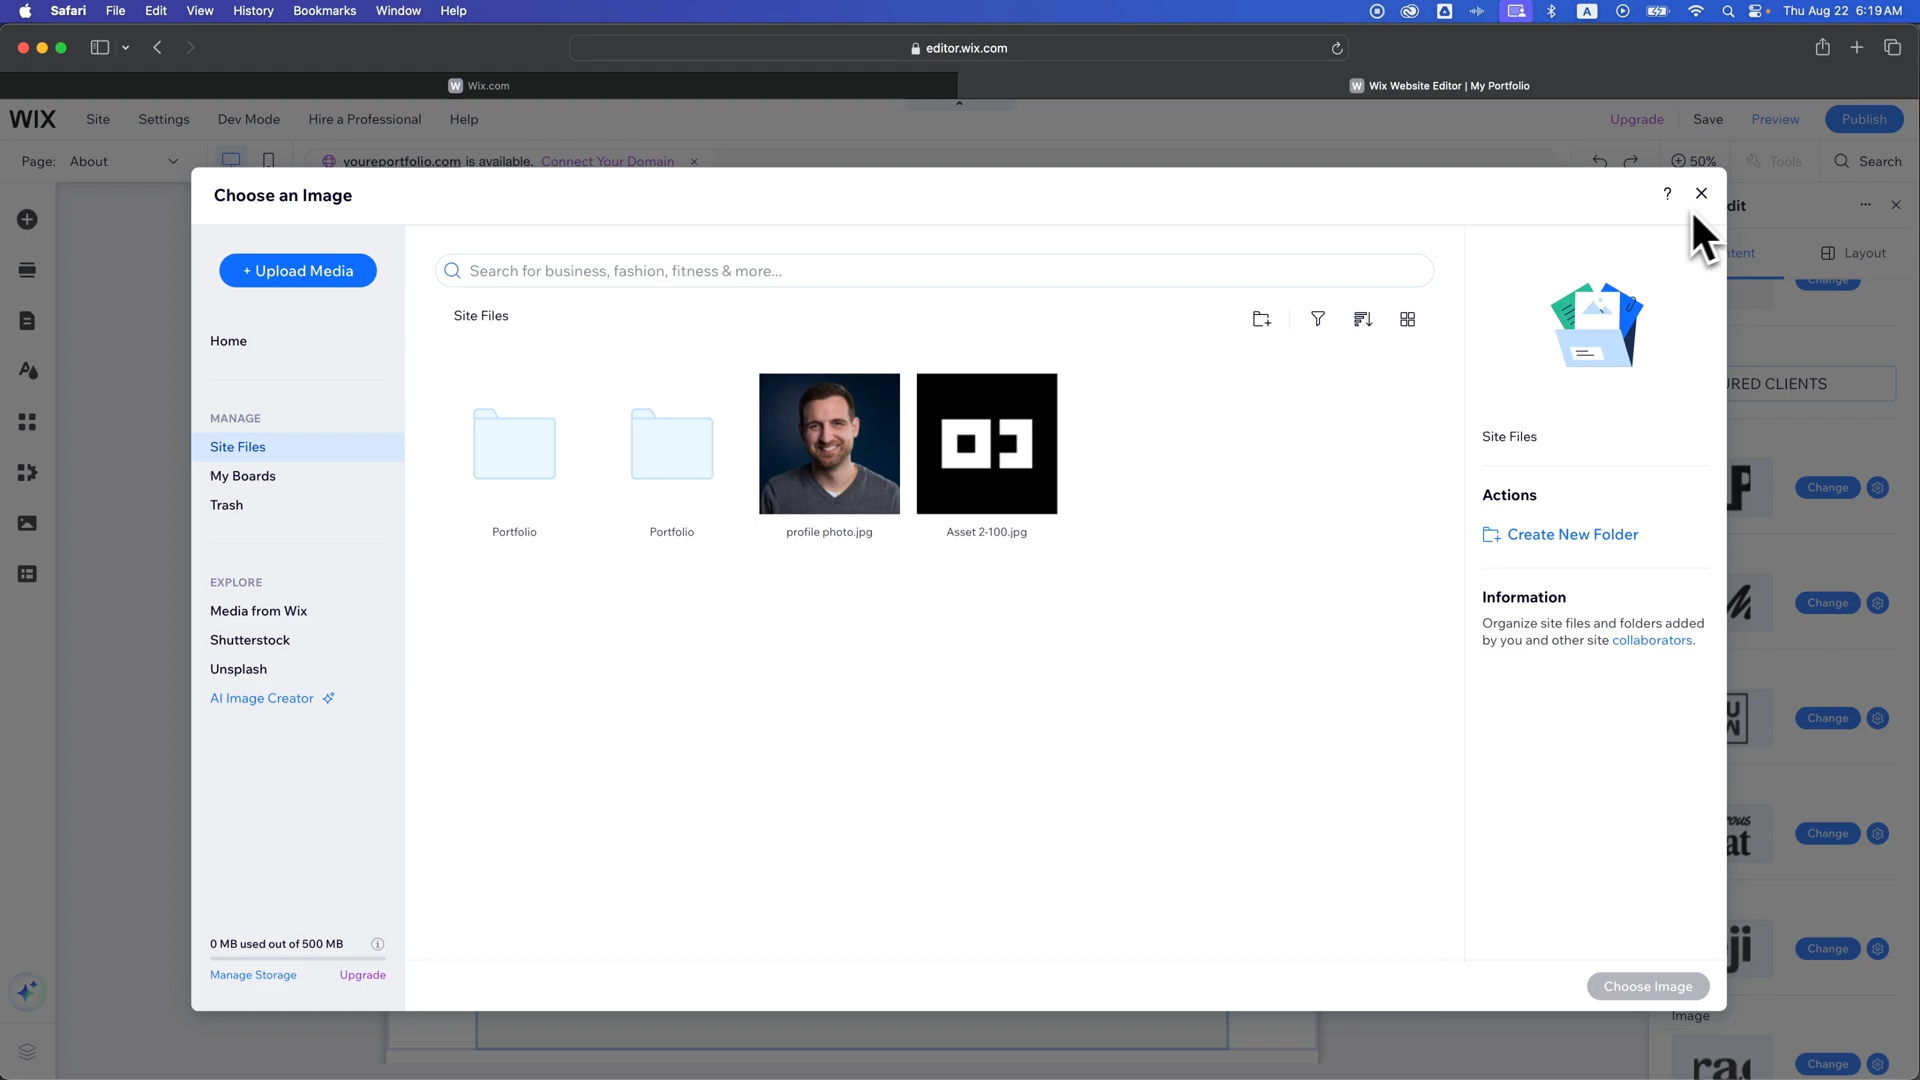 Safari File Edit View History Bookmarks Window Help
A
Thu Aug 22 6:19 AM
editor.wix.com
W Wix.com
W Wix Website Editor | My Portfolio
WIX Site Settings Dev Mode Hire a Professional Help
Upgrade Save Preview Publish
Page: About
youreportfolio.com is available. Connect Your Domain
50% Tools Search
Choose an Image
?
dit
tent
Layout
+ Upload Media
Search for business, fashion, fitness & more...
Change
Site Files
Home
URED CLIENTS
MANAGE
Site Files
My Boards
Trash
Portfolio
Portfolio
profile photo.jpg
Asset 2-100.jpg
EXPLORE
Media from Wix
Shutterstock
Unsplash
AI Image Creator
0 MB used out of 500 MB
Manage Storage Upgrade
Site Files
Actions
Create New Folder
Information
Organize site files and folders added
by you and other site collaborators.
Choose Image
P
Change
Change
Change
rous
at
Change
ji
Change
Image
rac
Change